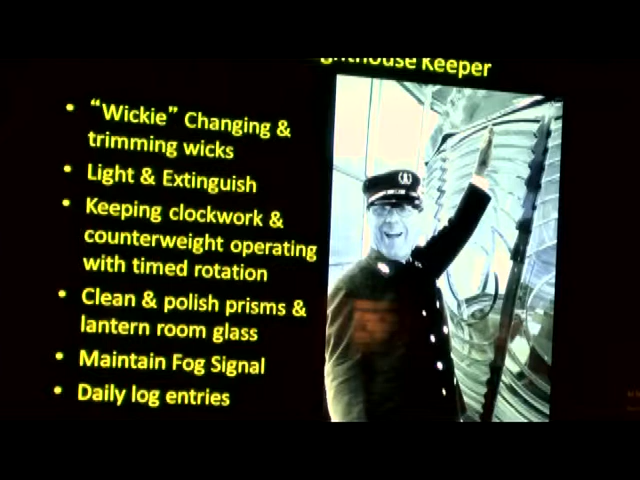 ghthouse Keeper
• “Wickie” Changing &
trimming wicks
• Light & Extinguish
• Keeping clockwork &
counterweight operating
with timed rotation
• Clean & polish prisms &
lantern room glass
• Maintain Fog Signal
• Daily log entries